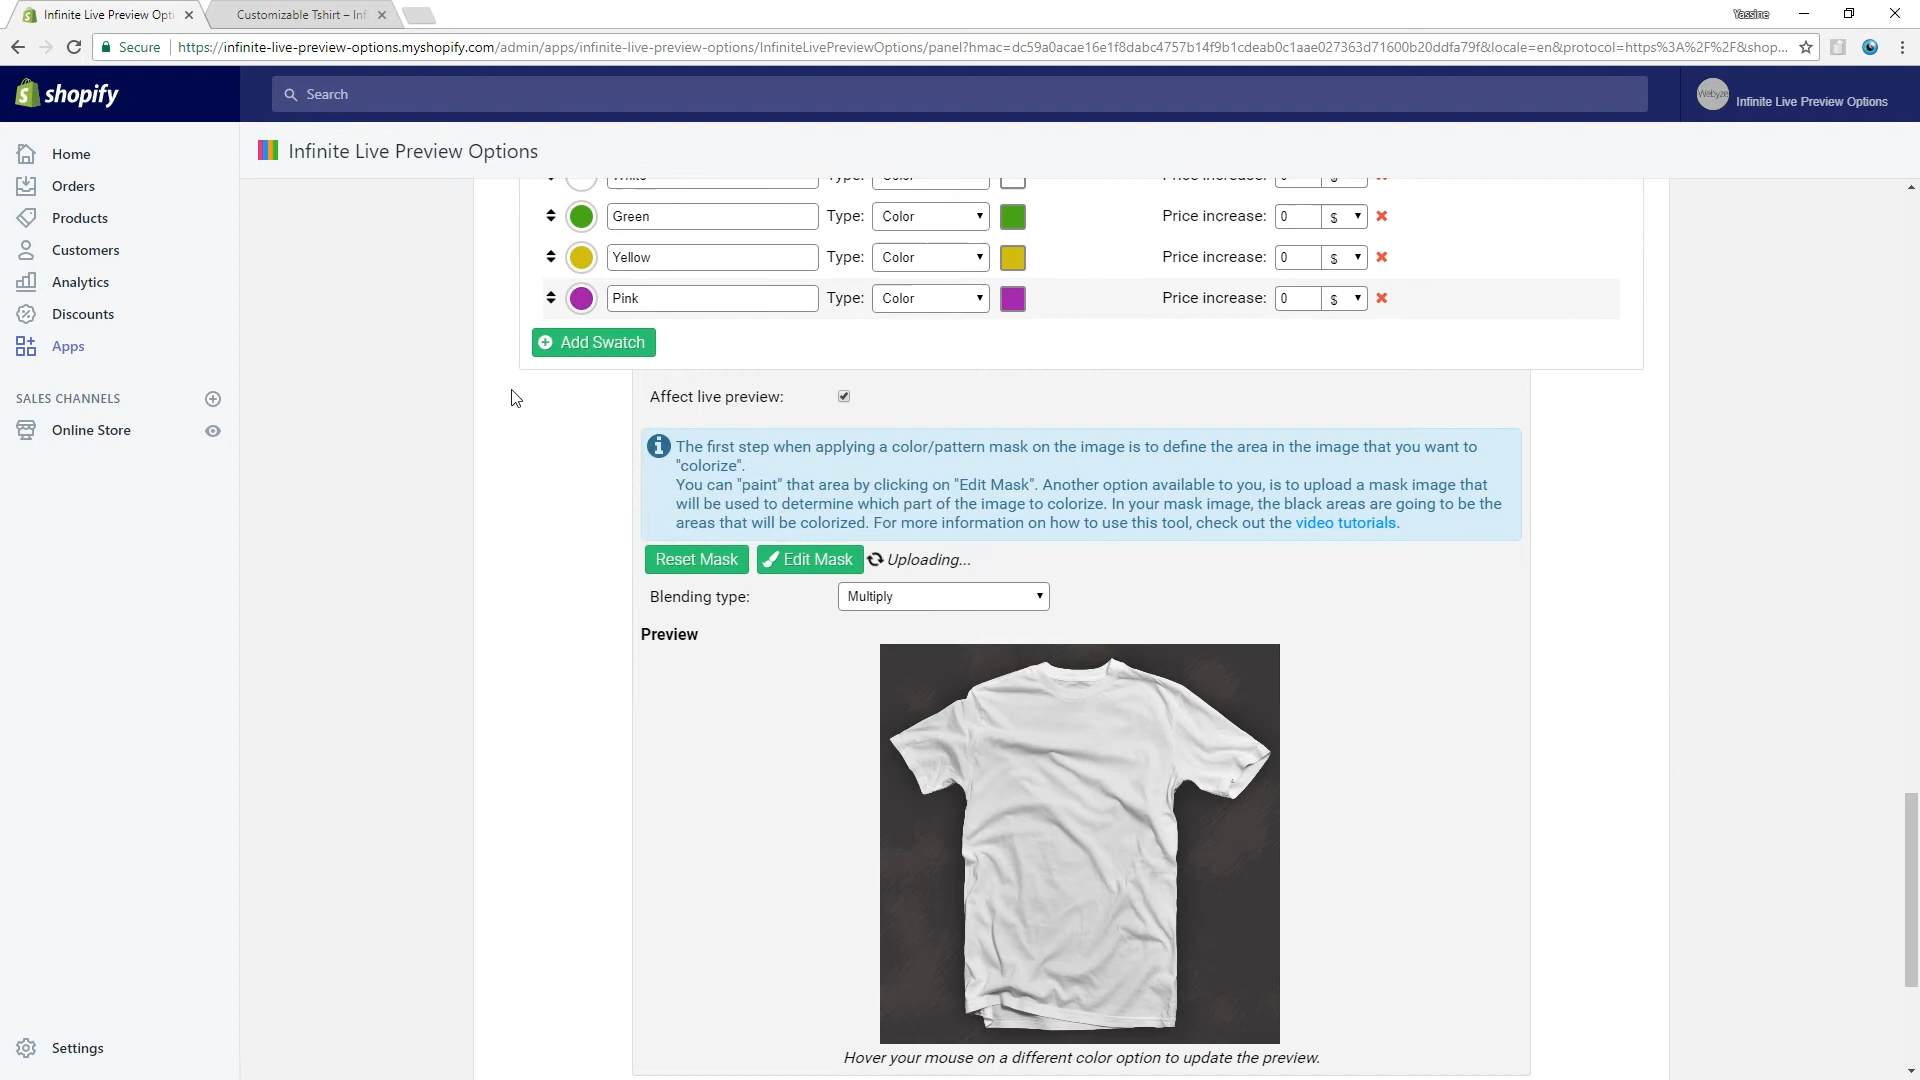 Infinite Live Preview Opti
Customizable Tshirt – Inf
Yassine
Secure
https://infinite-live-preview-options.myshopify.com/admin/apps/infinite-live-preview-options/InfiniteLivePreviewOptions/panel?hmac=dc59a0acae16e1f8dabc4757b14f9b1cdeab0c1aae027363d71600b20ddfa79f&locale=en&protocol=https%3A%2F%2F&shop...
shopify
Search
Webyze
Infinite Live Preview Options
Home
Orders
Products
Customers
Analytics
Discounts
Apps
SALES CHANNELS
Online Store
Settings
Infinite Live Preview Options
White Type: Color Price increase: $
Green Type: Color Price increase: 0 $
Yellow Type: Color Price increase: 0 $
Pink Type: Color Price increase: 0 $
Add Swatch
Affect live preview:
The first step when applying a color/pattern mask on the image is to define the area in the image that you want to
"colorize".
You can "paint" that area by clicking on "Edit Mask". Another option available to you, is to upload a mask image that
will be used to determine which part of the image to colorize. In your mask image, the black areas are going to be the
areas that will be colorized. For more information on how to use this tool, check out the video tutorials.
Reset Mask Edit Mask Uploading...
Blending type: Multiply
Preview
Hover your mouse on a different color option to update the preview.